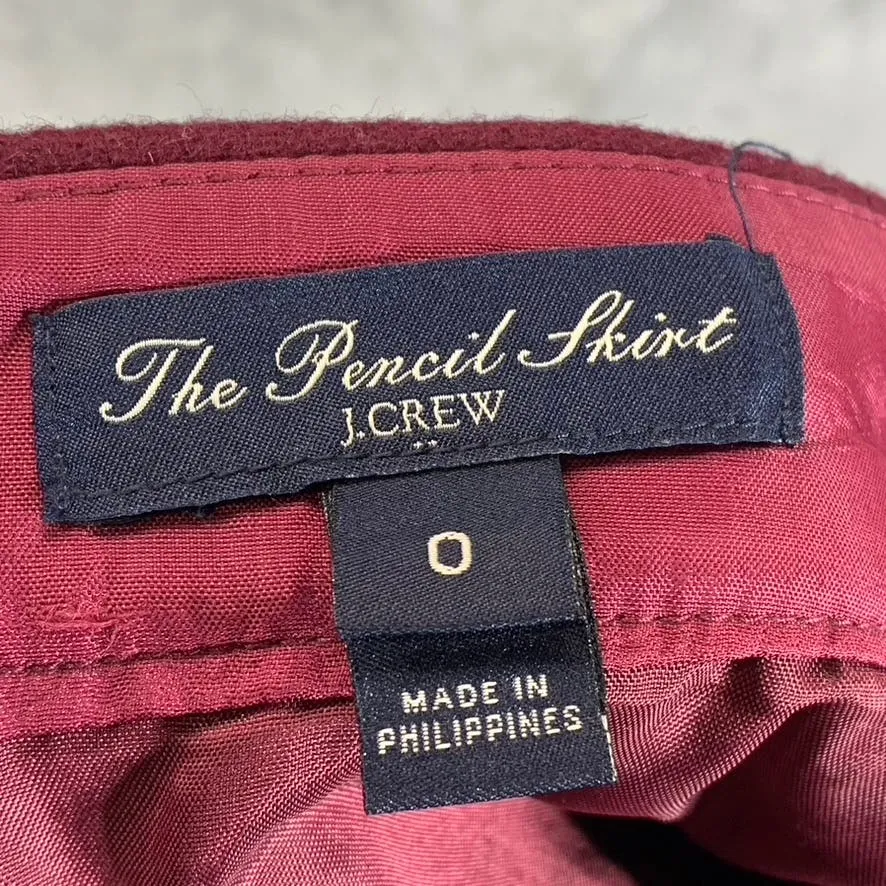 The Pencil Skirt
J.CREW
0
MADE IN
PHILIPPINES